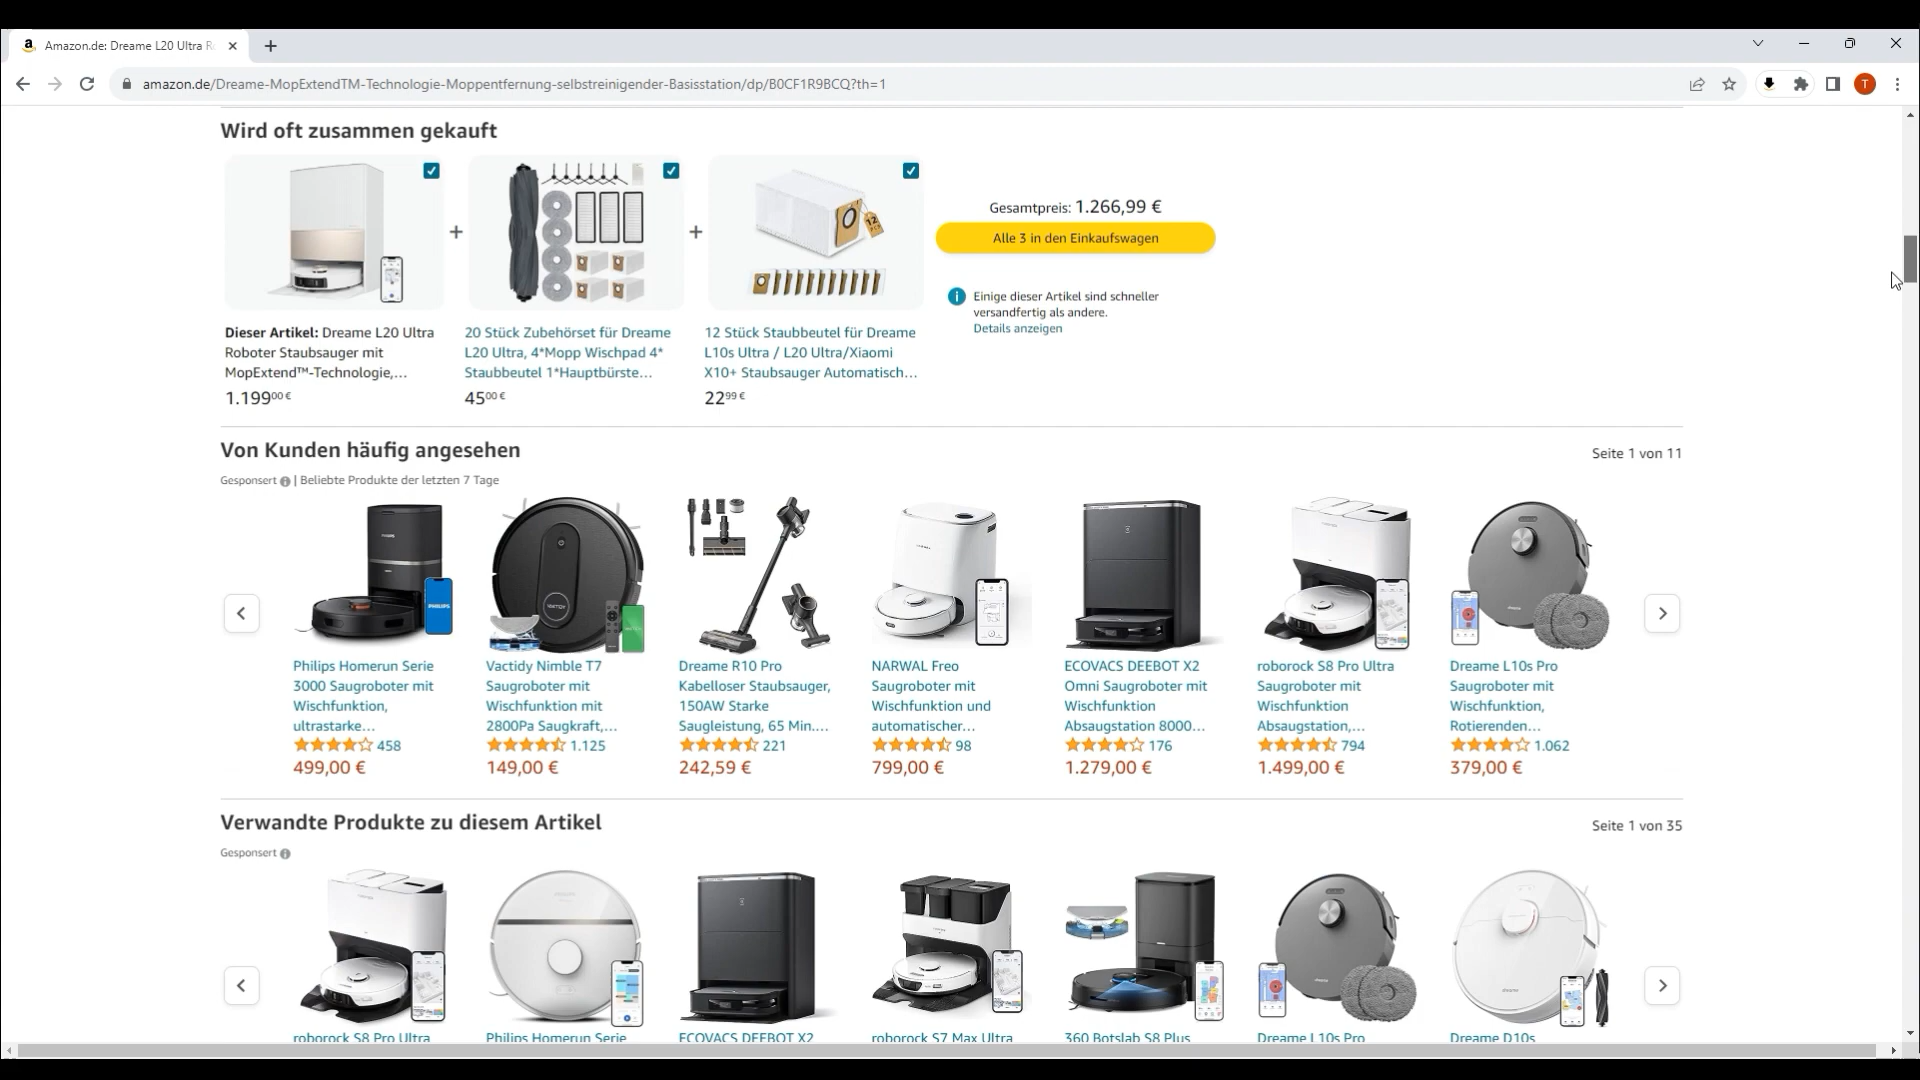 Amazon.de: Dreame L20 Ultra R
amazon.de/Dreame-MopExtendTM-Technologie-Moppentfernung-selbstreinigender-Basisstation/dp/B0CF1R9BCQ?th=1
T
Wird oft zusammen gekauft
Dieser Artikel: Dreame L20 Ultra
Roboter Staubsauger mit
MopExtend™-Technologie,...
1.199⁰⁰ €
20 Stück Zubehörset für Dreame
L20 Ultra, 4*Mopp Wischpad 4*
Staubbeutel 1*Hauptbürste...
45⁰⁰ €
12 PCS
12 Stück Staubbeutel für Dreame
L10s Ultra / L20 Ultra/Xiaomi
X10+ Staubsauger Automatisch...
22⁹⁹ €
Gesamtpreis: 1.266,99 €
Alle 3 in den Einkaufswagen
Einige dieser Artikel sind schneller
versandfertig als andere.
Details anzeigen
Von Kunden häufig angesehen
Seite 1 von 11
Gesponsert | Beliebte Produkte der letzten 7 Tage
PHILIPS
Philips Homerun Serie
3000 Saugroboter mit
Wischfunktion,
ultrastarke...
458
499,00 €
VACTIDY
Vactidy Nimble T7
Saugroboter mit
Wischfunktion mit
2800Pa Saugkraft,...
1.125
149,00 €
Dreame R10 Pro
Kabelloser Staubsauger,
150AW Starke
Saugleistung, 65 Min....
221
242,59 €
NARWAL Freo
Saugroboter mit
Wischfunktion und
automatischer...
98
799,00 €
ECOVACS DEEBOT X2
Omni Saugroboter mit
Wischfunktion
Absaugstation 8000...
176
1.279,00 €
roborock S8 Pro Ultra
Saugroboter mit
Wischfunktion
Absaugstation,...
794
1.499,00 €
Dreame L10s Pro
Saugroboter mit
Wischfunktion,
Rotierenden...
1.062
379,00 €
Verwandte Produkte zu diesem Artikel
Seite 1 von 35
Gesponsert
roborock S8 Pro Ultra
Philips Homerun Serie
ECOVACS DEEBOT X2
roborock S7 Max Ultra
360 Botslab S8 Plus
Dreame L10s Pro
Dreame D10s